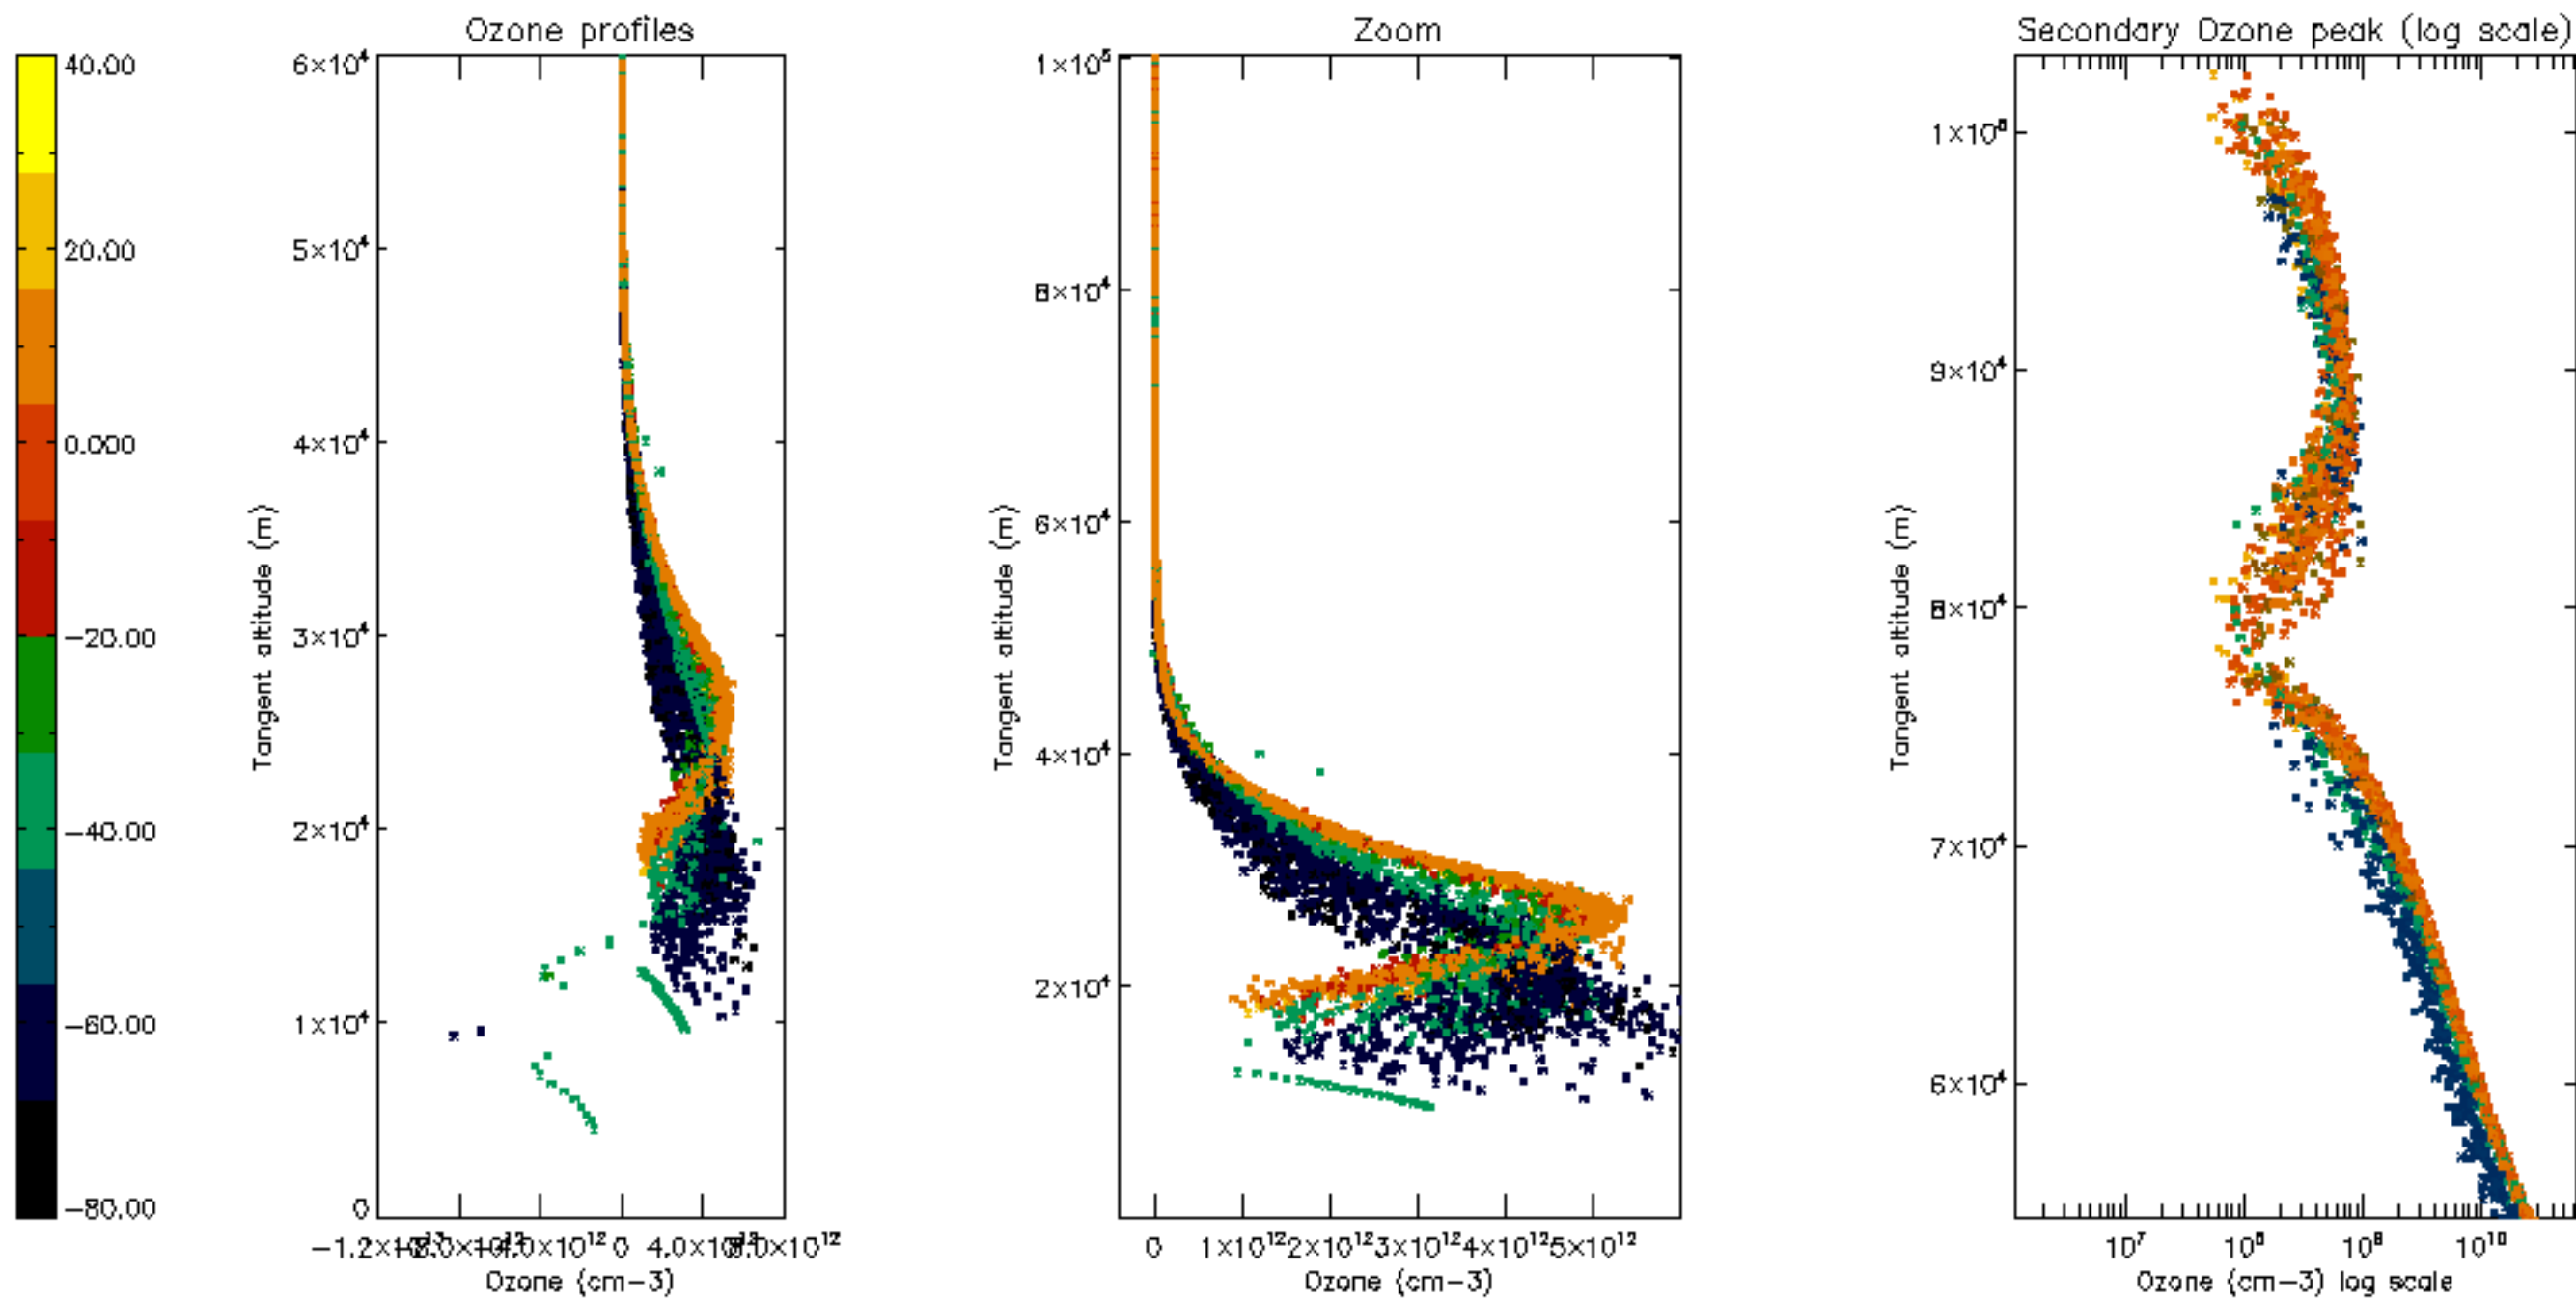 Ozone profiles
Zoom
Secondary Ozone peak (log scale)
40.00
20.00
0.000
−20.00
−40.00
−60.00
−80.00
6×10⁴
5×10⁴
4×10⁴
3×10⁴
2×10⁴
1×10⁴
0
Tangent altitude (m)
0 4.0×10¹²
Ozone (cm−3)
1×10⁵
8×10⁴
6×10⁴
4×10⁴
2×10⁴
Tangent altitude (m)
0 1×10¹² 2×10¹² 3×10¹² 4×10¹² 5×10¹²
Ozone (cm−3)
9×10⁴
8×10⁴
7×10⁴
6×10⁴
Tangent altitude (m)
10⁷ 10⁸ 10⁹ 10¹⁰
Ozone (cm−3) log scale